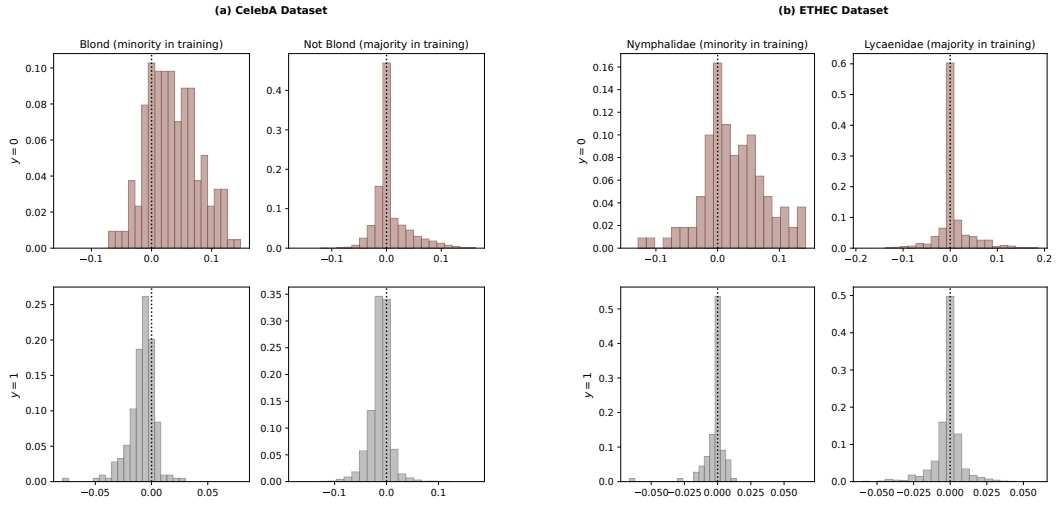 (a) CelebA Dataset
(b) ETHEC Dataset
Blond (minority in training)
Not Blond (majority in training)
Nymphalidae (minority in training)
Lycaenidae (majority in training)
y = 0
0.10
0.08
0.06
0.04
0.02
0.00
−0.1 0.0 0.1
0.4
0.3
0.2
0.1
0.0
−0.1 0.0 0.1
y = 0
0.16
0.14
0.12
0.10
0.08
0.06
0.04
0.02
0.00
−0.1 0.0 0.1
0.6
0.5
0.4
0.3
0.2
0.1
0.0
−0.2 −0.1 0.0 0.1 0.2
y = 1
0.25
0.20
0.15
0.10
0.05
0.00
−0.05 0.00 0.05
0.35
0.30
0.25
0.20
0.15
0.10
0.05
0.00
−0.1 0.0 0.1
y = 1
0.5
0.4
0.3
0.2
0.1
0.0
−0.050 −0.025 0.000 0.025 0.050
0.5
0.4
0.3
0.2
0.1
0.0
−0.050 −0.025 0.000 0.025 0.050